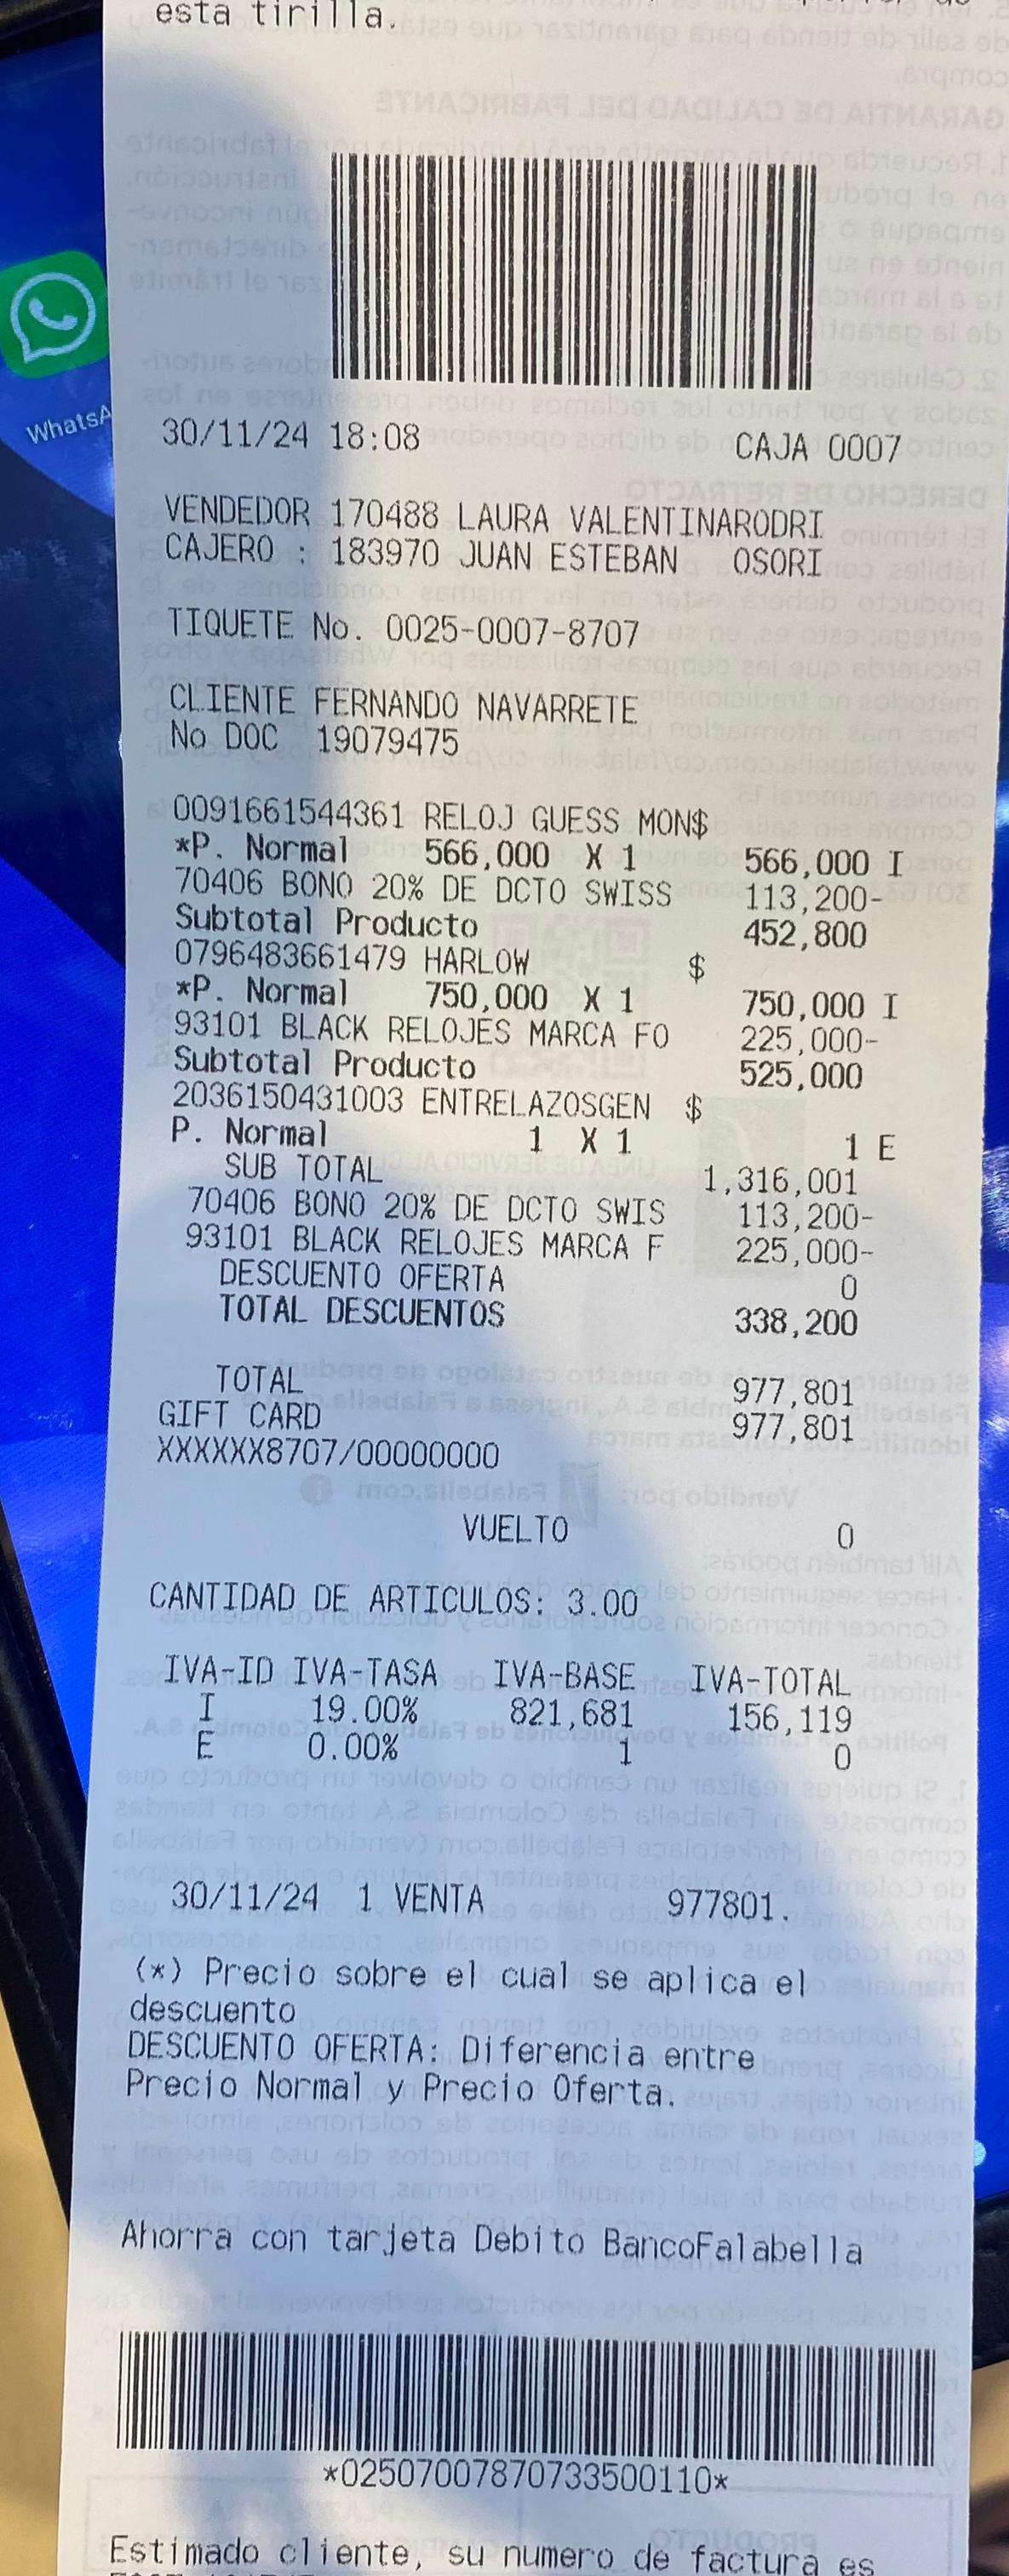 esta tirilla.
WhatsA
30/11/24 18:08 CAJA 0007
VENDEDOR 170488 LAURA VALENTINARODRI
CAJERO : 183970 JUAN ESTEBAN OSORI
TIQUETE No. 0025-0007-8707
CLIENTE FERNANDO NAVARRETE
No DOC 19079475
0091661544361 RELOJ GUESS MON$
*P. Normal 566,000 X 1 566,000 I
70406 BONO 20% DE DCTO SWISS 113,200-
Subtotal Producto 452,800
0796483661479 HARLOW $
*P. Normal 750,000 X 1 750,000 I
93101 BLACK RELOJES MARCA FO 225,000-
Subtotal Producto 525,000
2036150431003 ENTRELAZOSGEN $
P. Normal 1 X 1 1 E
SUB TOTAL 1,316,001
70406 BONO 20% DE DCTO SWIS 113,200-
93101 BLACK RELOJES MARCA F 225,000-
DESCUENTO OFERTA 0
TOTAL DESCUENTOS 338,200
TOTAL 977,801
GIFT CARD 977,801
XXXXXX8707/00000000
VUELTO 0
CANTIDAD DE ARTICULOS: 3.00
IVA-ID IVA-TASA IVA-BASE IVA-TOTAL
I 19.00% 821,681 156,119
E 0.00% 1 0
30/11/24 1 VENTA 977801.
(*) Precio sobre el cual se aplica el
descuento
DESCUENTO OFERTA: Diferencia entre
Precio Normal y Precio Oferta.
Ahorra con tarjeta Debito BancoFalabella
*02507007870733500110*
Estimado cliente, su numero de factura es